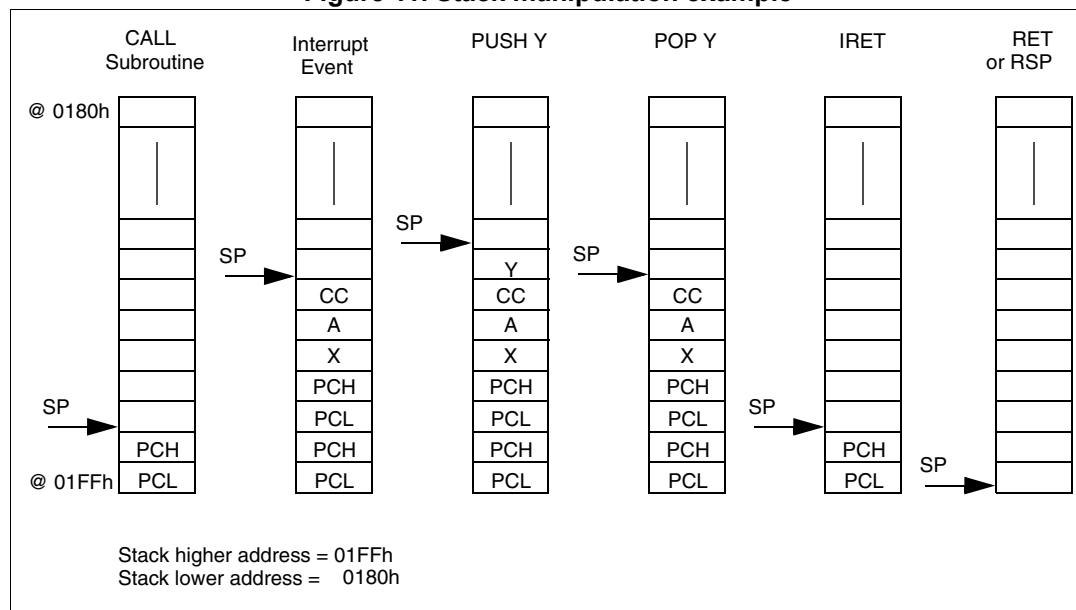 Figure 11. Stack manipulation example
CALL
Subroutine
Interrupt
Event
PUSH Y
POP Y
IRET
RET
or RSP
@ 0180h
SP
PCH
PCL
@ 01FFh
SP
CC
A
X
PCH
PCL
PCH
PCL
SP
Y
CC
A
X
PCH
PCL
PCH
PCL
SP
CC
A
X
PCH
PCL
PCH
PCL
SP
PCH
PCL
SP
Stack higher address = 01FFh
Stack lower address = 0180h